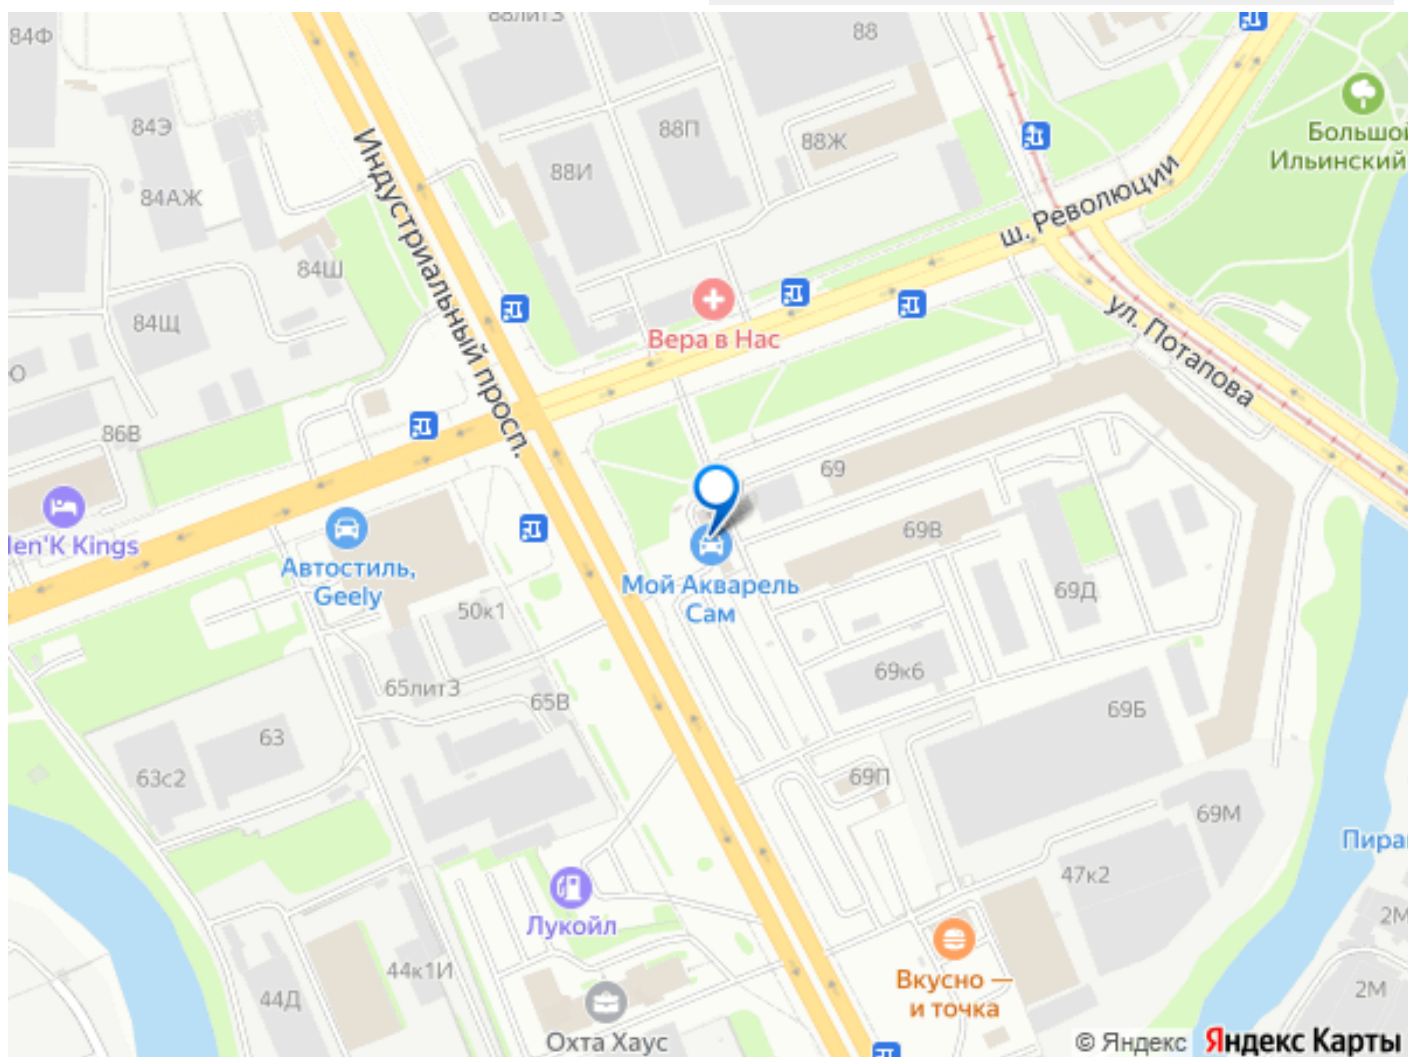 84Ф
88лит3
88
84Э
88П
88Ж
Большой
Ильинский
88И
84АЖ
Индустриальный просп.
ш. Революции
84Ш
84Щ
Вера в Нас
ул. Потапова
86В
69
len'K Kings
69В
Автостиль,
Geely
Мой Акварель
Сам
69Д
50к1
65лит3
69к6
65В
69Б
63
63с2
69П
69М
Пира
47к2
Лукойл
2М
44к1И
Вкусно —
и точка
44Д
2М
Охта Хаус
© Яндекс
Яндекс Карты